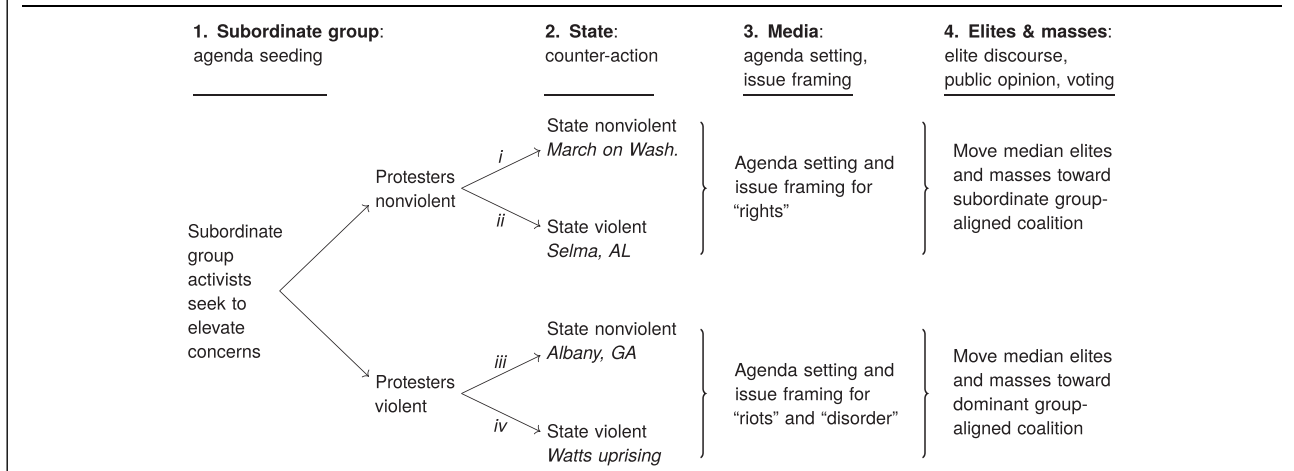 1. Subordinate group:
agenda seeding
2. State:
counter-action
3. Media:
agenda setting,
issue framing
4. Elites & masses:
elite discourse,
public opinion, voting
Subordinate
group
activists
seek to
elevate
concerns
Protesters
nonviolent
i
ii
State nonviolent
March on Wash.
State violent
Selma, AL
Agenda setting and
issue framing for
“rights”
Move median elites
and masses toward
subordinate group-
aligned coalition
Protesters
violent
iii
iv
State nonviolent
Albany, GA
State violent
Watts uprising
Agenda setting and
issue framing for
“riots” and “disorder”
Move median elites
and masses toward
dominant group-
aligned coalition